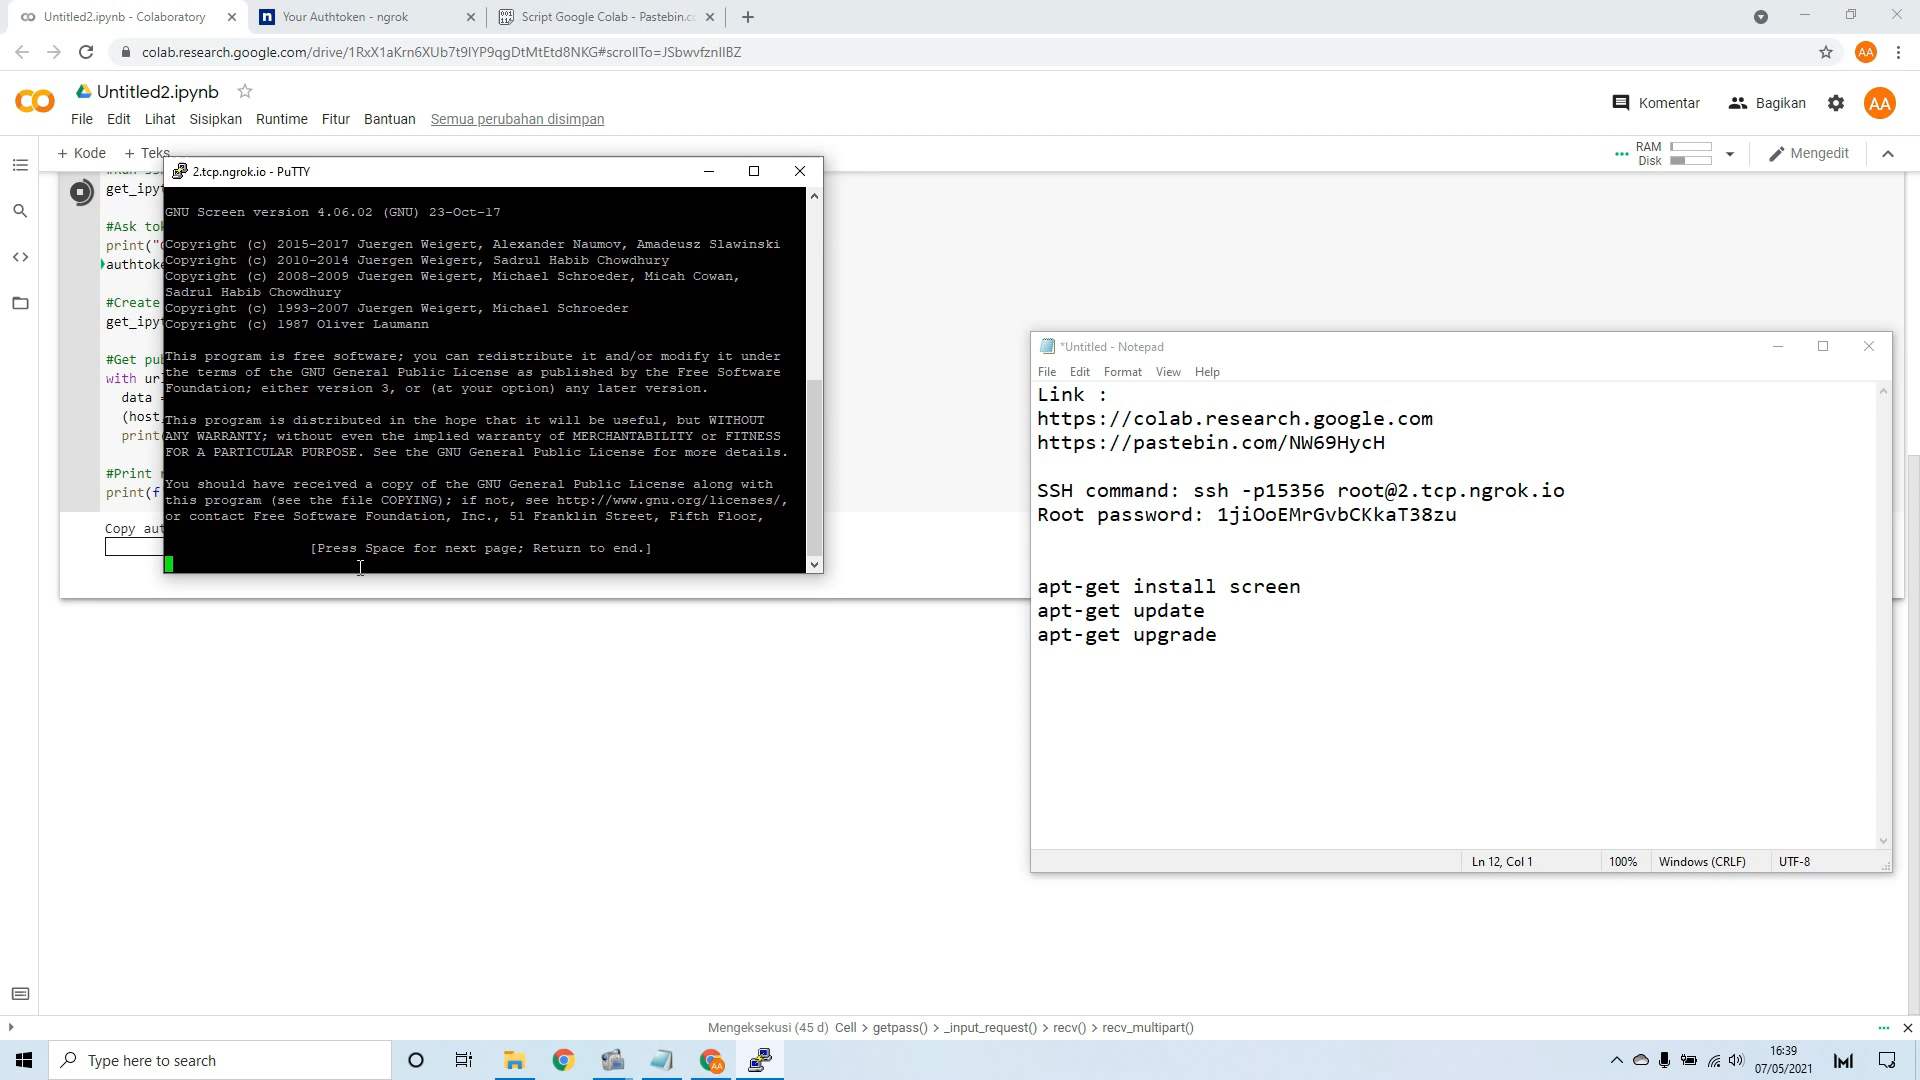 Untitled2.ipynb - Colaboratory
Your Authtoken - ngrok
Script Google Colab - Pastebin.c
colab.research.google.com/drive/1RxX1aKrn6XUb7t9lYP9qgDtMtEtd8NKG#scrollTo=JSbwvfznIlBZ
AA
Untitled2.ipynb
File Edit Lihat Sisipkan Runtime Fitur Bantuan Semua perubahan disimpan
Komentar
Bagikan
AA
+ Kode + Teks
RAM
Disk
Mengedit
get_ipyt
#Ask tok
print("C
authtoke
#Create
get_ipyt
#Get pub
with url
data =
(host,
print
#Print r
print(f
Copy aut
2.tcp.ngrok.io - PuTTY
GNU Screen version 4.06.02 (GNU) 23-Oct-17
Copyright (c) 2015-2017 Juergen Weigert, Alexander Naumov, Amadeusz Slawinski
Copyright (c) 2010-2014 Juergen Weigert, Sadrul Habib Chowdhury
Copyright (c) 2008-2009 Juergen Weigert, Michael Schroeder, Micah Cowan,
Sadrul Habib Chowdhury
Copyright (c) 1993-2007 Juergen Weigert, Michael Schroeder
Copyright (c) 1987 Oliver Laumann
This program is free software; you can redistribute it and/or modify it under
the terms of the GNU General Public License as published by the Free Software
Foundation; either version 3, or (at your option) any later version.
This program is distributed in the hope that it will be useful, but WITHOUT
ANY WARRANTY; without even the implied warranty of MERCHANTABILITY or FITNESS
FOR A PARTICULAR PURPOSE. See the GNU General Public License for more details.
You should have received a copy of the GNU General Public License along with
this program (see the file COPYING); if not, see http://www.gnu.org/licenses/,
or contact Free Software Foundation, Inc., 51 Franklin Street, Fifth Floor,
[Press Space for next page; Return to end.]
*Untitled - Notepad
File Edit Format View Help
Link :
https://colab.research.google.com
https://pastebin.com/NW69HycH
SSH command: ssh -p15356 root@2.tcp.ngrok.io
Root password: 1jiOoEMrGvbCKkaT38zu
apt-get install screen
apt-get update
apt-get upgrade
Ln 12, Col 1
100%
Windows (CRLF)
UTF-8
Mengeksekusi (45 d) Cell > getpass() > _input_request() > recv() > recv_multipart()
Type here to search
16:39
07/05/2021